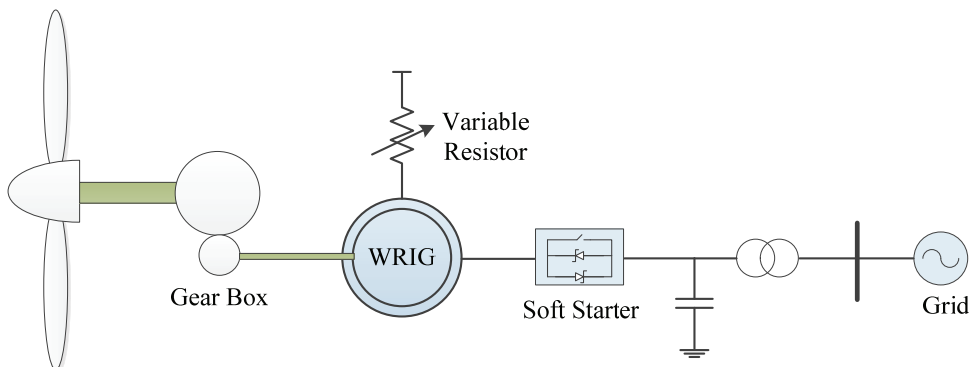 Variable
Resistor
WRIG
Gear Box
Soft Starter
Grid